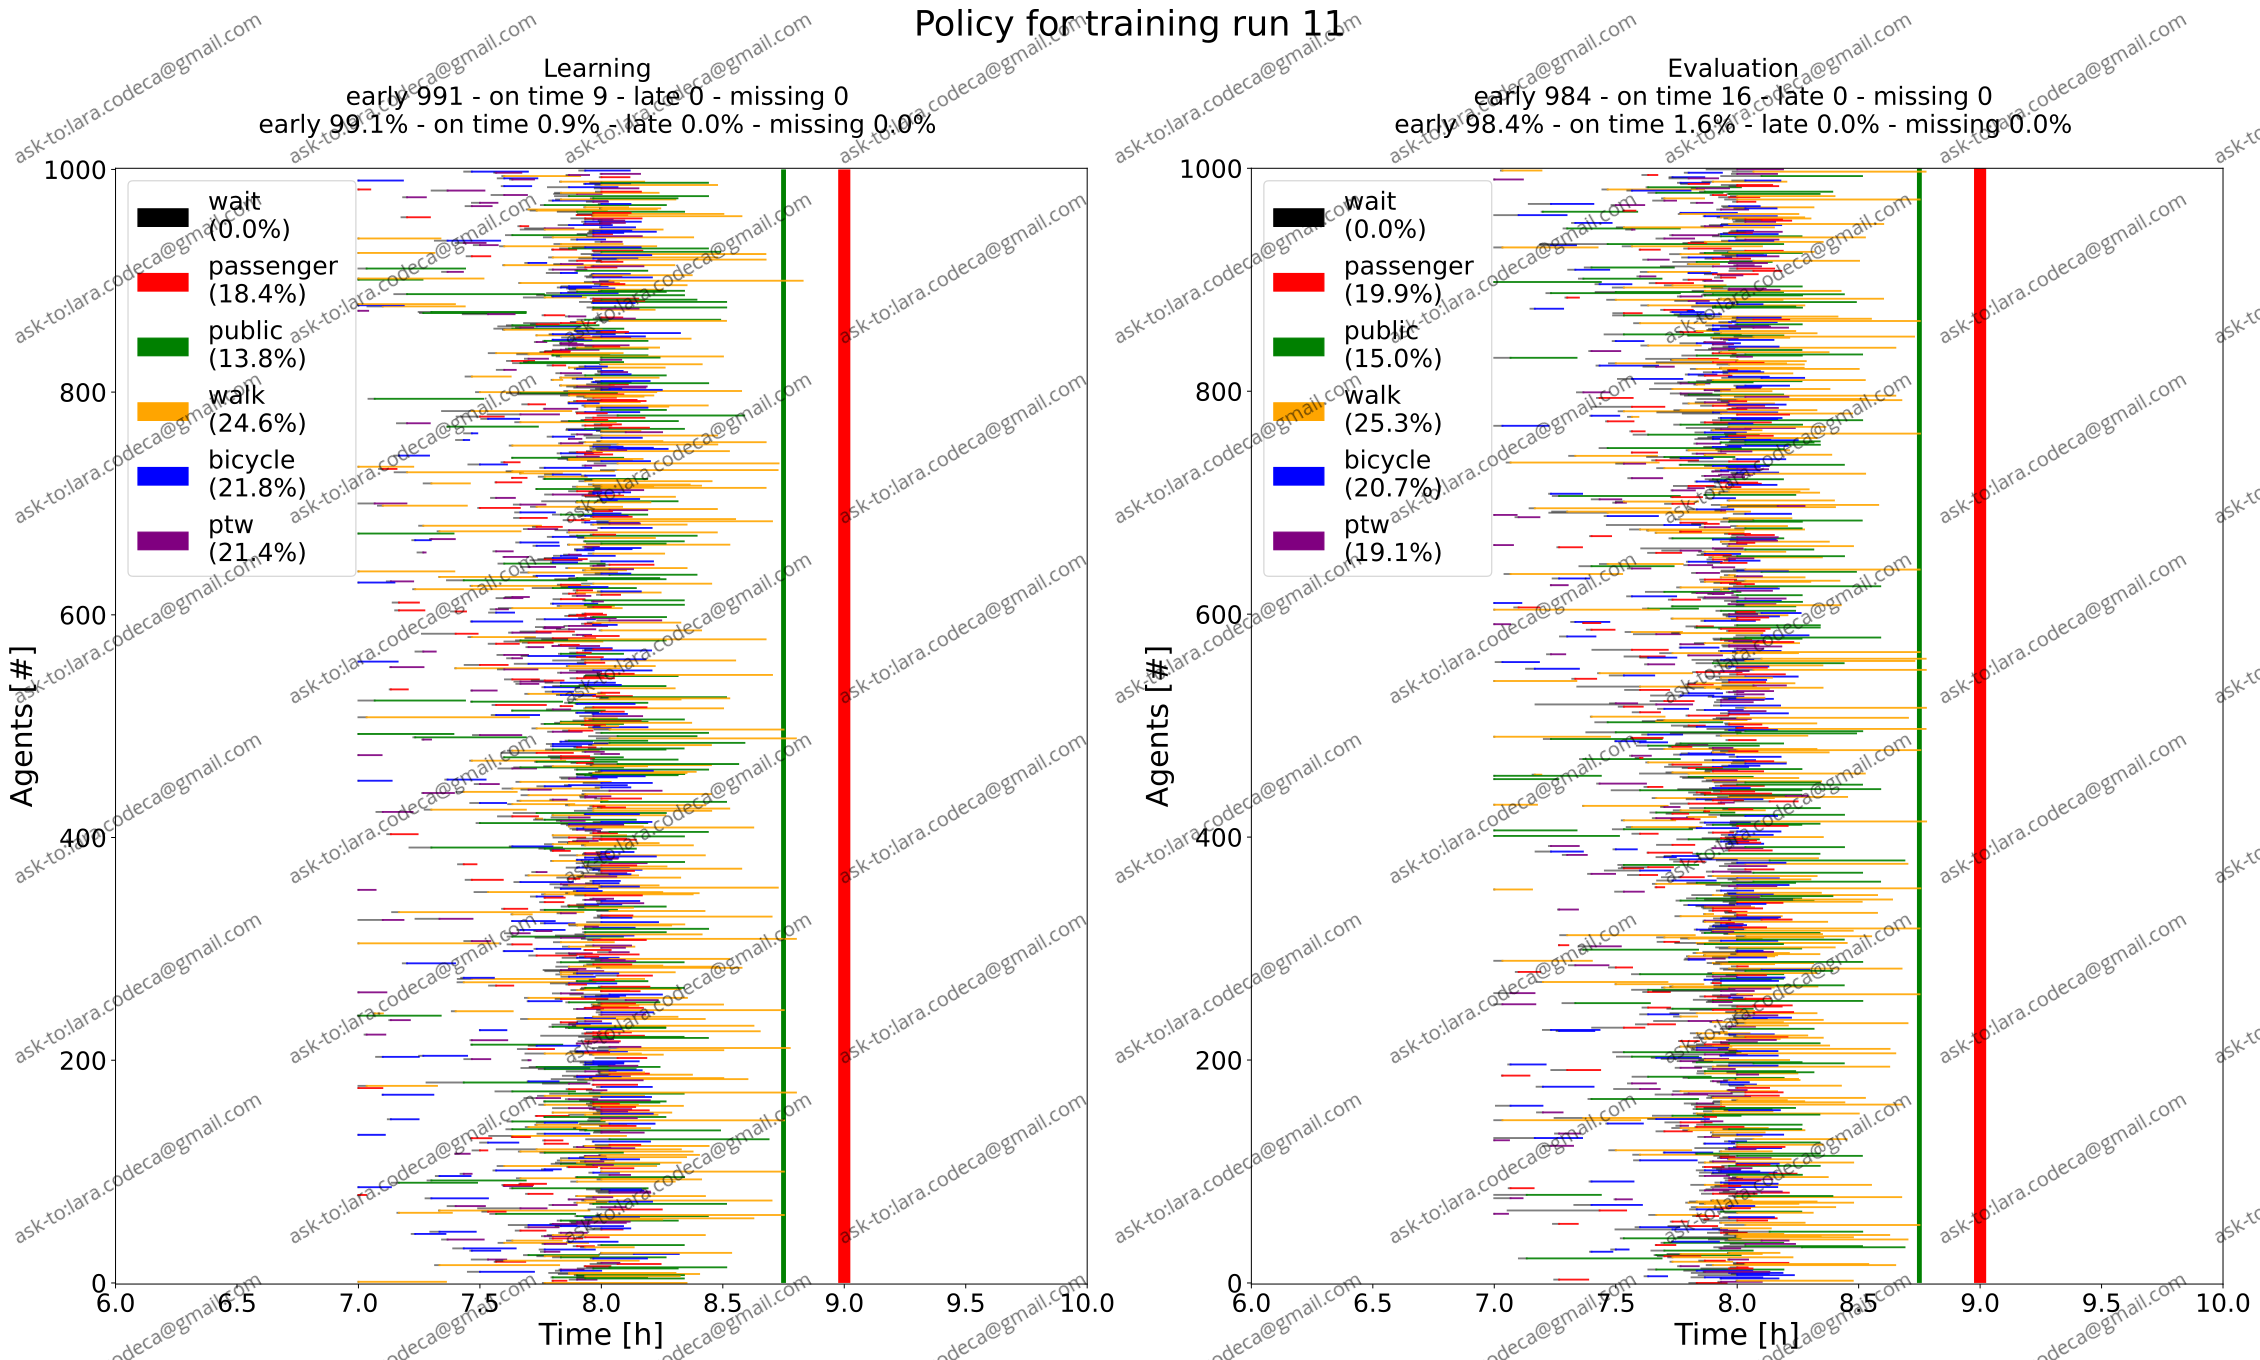 Policy for training run 11
Learning
early 991 - on time 9 - late 0 - missing 0
early 99.1% - on time 0.9% - late 0.0% - missing 0.0%
1000
800
600
400
200
0
Agents [#]
wait
(0.0%)
passenger
(18.4%)
public
(13.8%)
walk
(24.6%)
bicycle
(21.8%)
ptw
(21.4%)
6.0 6.5 7.0 7.5 8.0 8.5 9.0 9.5 10.0
Time [h]
Evaluation
early 984 - on time 16 - late 0 - missing 0
early 98.4% - on time 1.6% - late 0.0% - missing 0.0%
1000
800
600
400
200
0
Agents [#]
wait
(0.0%)
passenger
(19.9%)
public
(15.0%)
walk
(25.3%)
bicycle
(20.7%)
ptw
(19.1%)
6.0 6.5 7.0 7.5 8.0 8.5 9.0 9.5 10.0
Time [h]
ask-to:lara.codeca@gmail.com